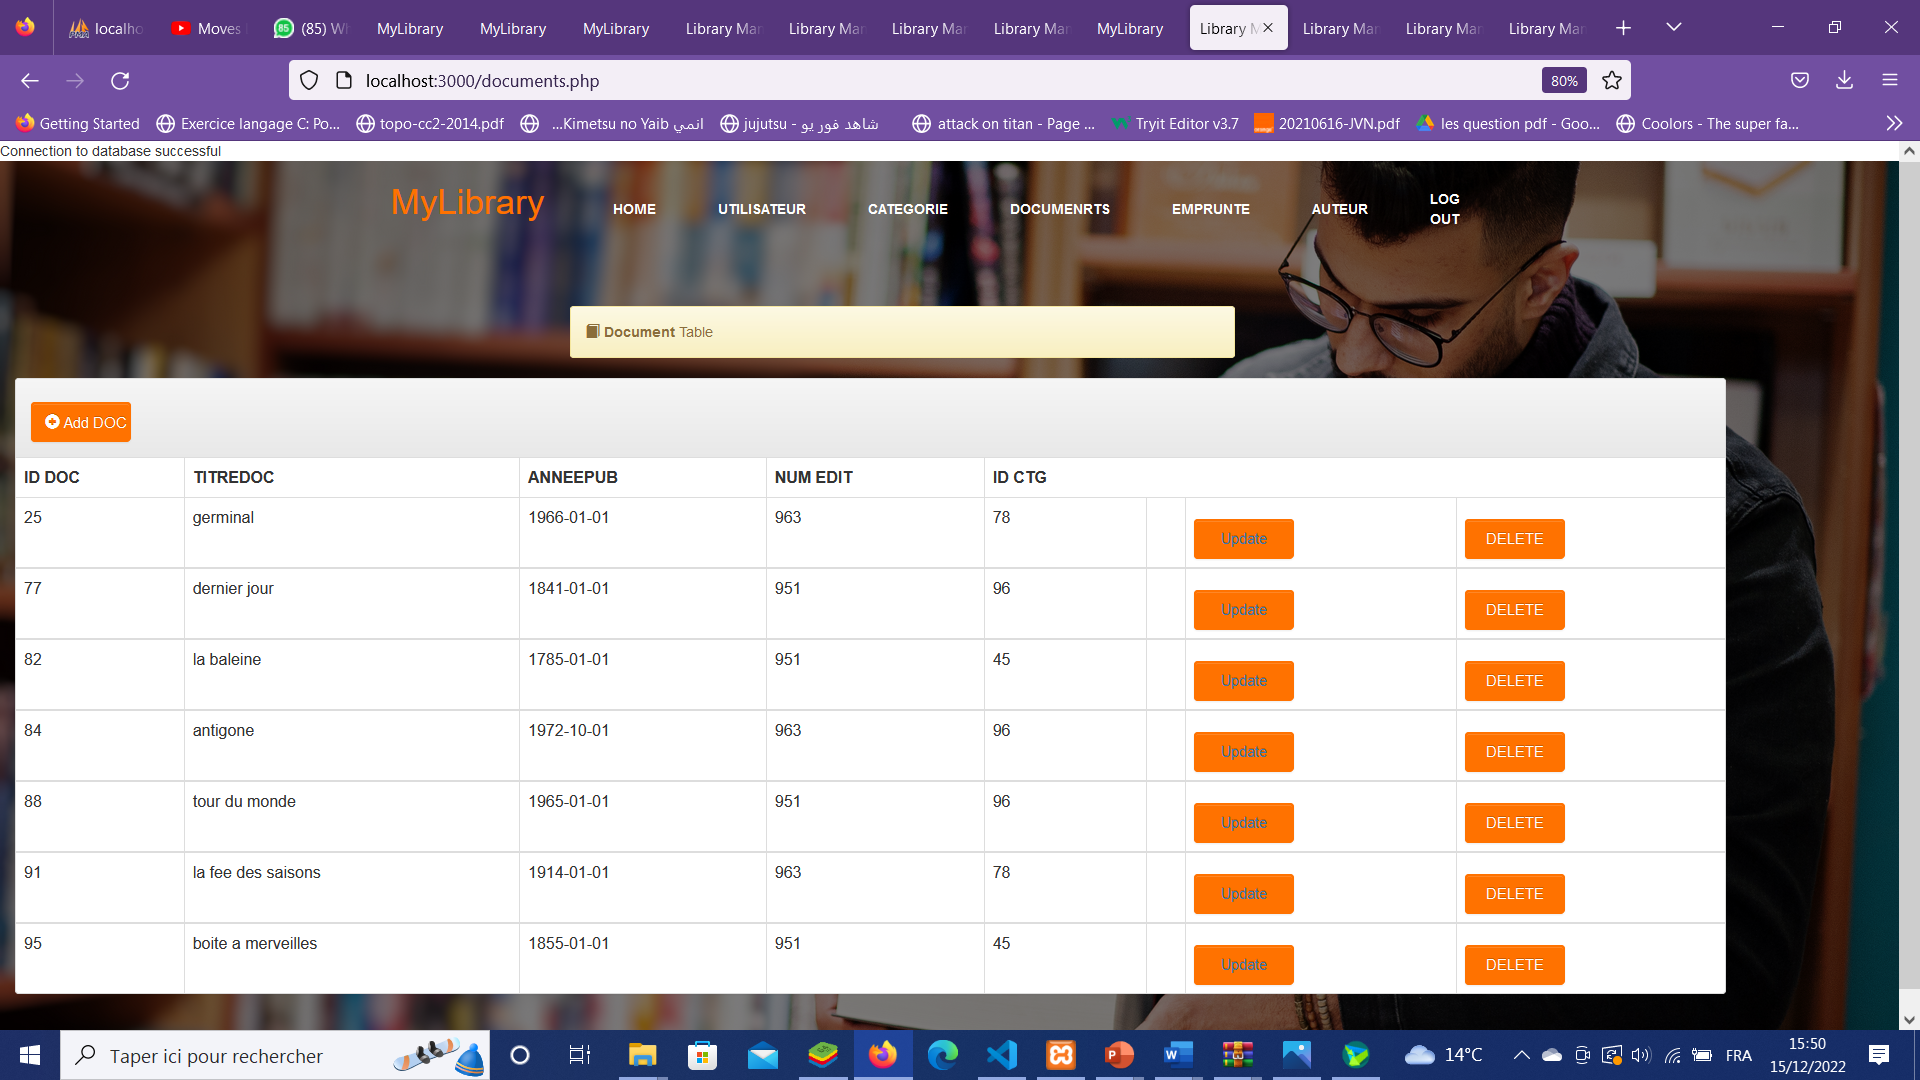 localho
Moves
(85) Wh
MyLibrary
MyLibrary
MyLibrary
Library Mar
Library Mar
Library Mar
Library Mar
MyLibrary
Library M
Library Mar
Library Mar
Library Mar
localhost:3000/documents.php
80%
Getting Started
Exercice langage C: Po...
topo-cc2-2014.pdf
...Kimetsu no Yaib انمي
jujutsu - شاهد فور يو
attack on titan - Page ...
Tryit Editor v3.7
20210616-JVN.pdf
les question pdf - Goo...
Coolors - The super fa...
Connection to database successful
MyLibrary
HOME
UTILISATEUR
CATEGORIE
DOCUMENRTS
EMPRUNTE
AUTEUR
LOG
OUT
Document Table
Add DOC
ID DOC TITREDOC ANNEEPUB NUM EDIT ID CTG
25 germinal 1966-01-01 963 78 Update DELETE
77 dernier jour 1841-01-01 951 96 Update DELETE
82 la baleine 1785-01-01 951 45 Update DELETE
84 antigone 1972-10-01 963 96 Update DELETE
88 tour du monde 1965-01-01 951 96 Update DELETE
91 la fee des saisons 1914-01-01 963 78 Update DELETE
95 boite a merveilles 1855-01-01 951 45 Update DELETE
Taper ici pour rechercher
14°C
FRA
15:50
15/12/2022